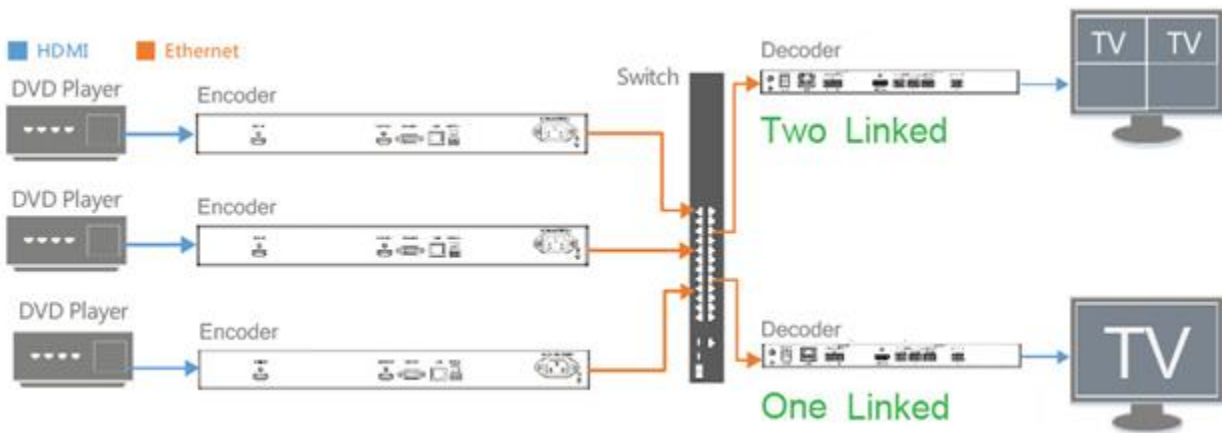 HDMI
Ethernet
DVD Player
Encoder
DVD Player
Encoder
DVD Player
Encoder
Switch
Decoder
Two Linked
TV
TV
Decoder
One Linked
TV